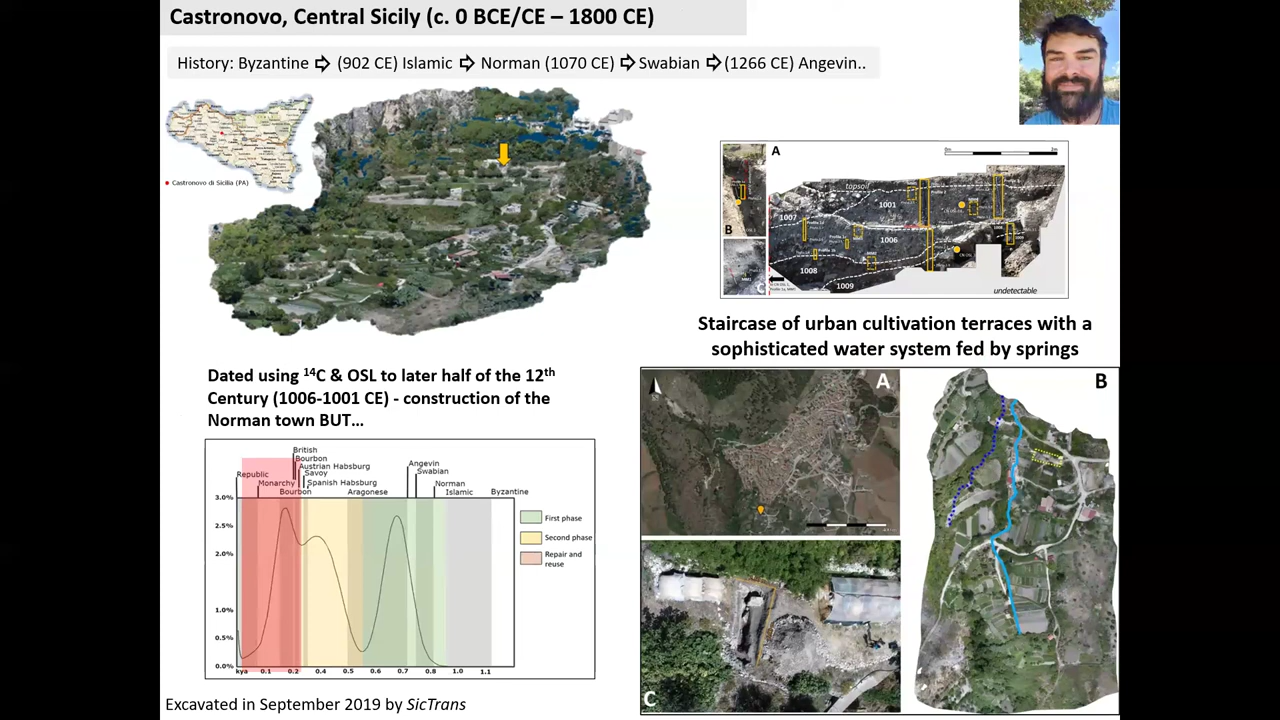 Castronovo, Central Sicily (c. 0 BCE/CE – 1800 CE)
History: Byzantine ⇨ (902 CE) Islamic ⇨ Norman (1070 CE) ⇨ Swabian ⇨ (1266 CE) Angevin..
Castronovo di Sicilia (PA)
A
B
C
0m
2m
topsoil
1001
1007
1006
1008
1009
undetectable
Staircase of urban cultivation terraces with a
sophisticated water system fed by springs
Dated using 14C & OSL to later half of the 12th
Century (1006-1001 CE) - construction of the
Norman town BUT…
British
Bourbon
Austrian Habsburg
Savoy
Spanish Habsburg
Republic
Monarchy
Bourbon
Aragonese
Angevin
Swabian
Norman
Islamic
Byzantine
3.0%
2.5%
2.0%
1.0%
0.5%
0.0%
kya 0.1 0.2 0.4 0.5 0.6 0.7 0.8 1.0 1.1
First phase
Second phase
Repair and
reuse
A
B
C
Excavated in September 2019 by SicTrans